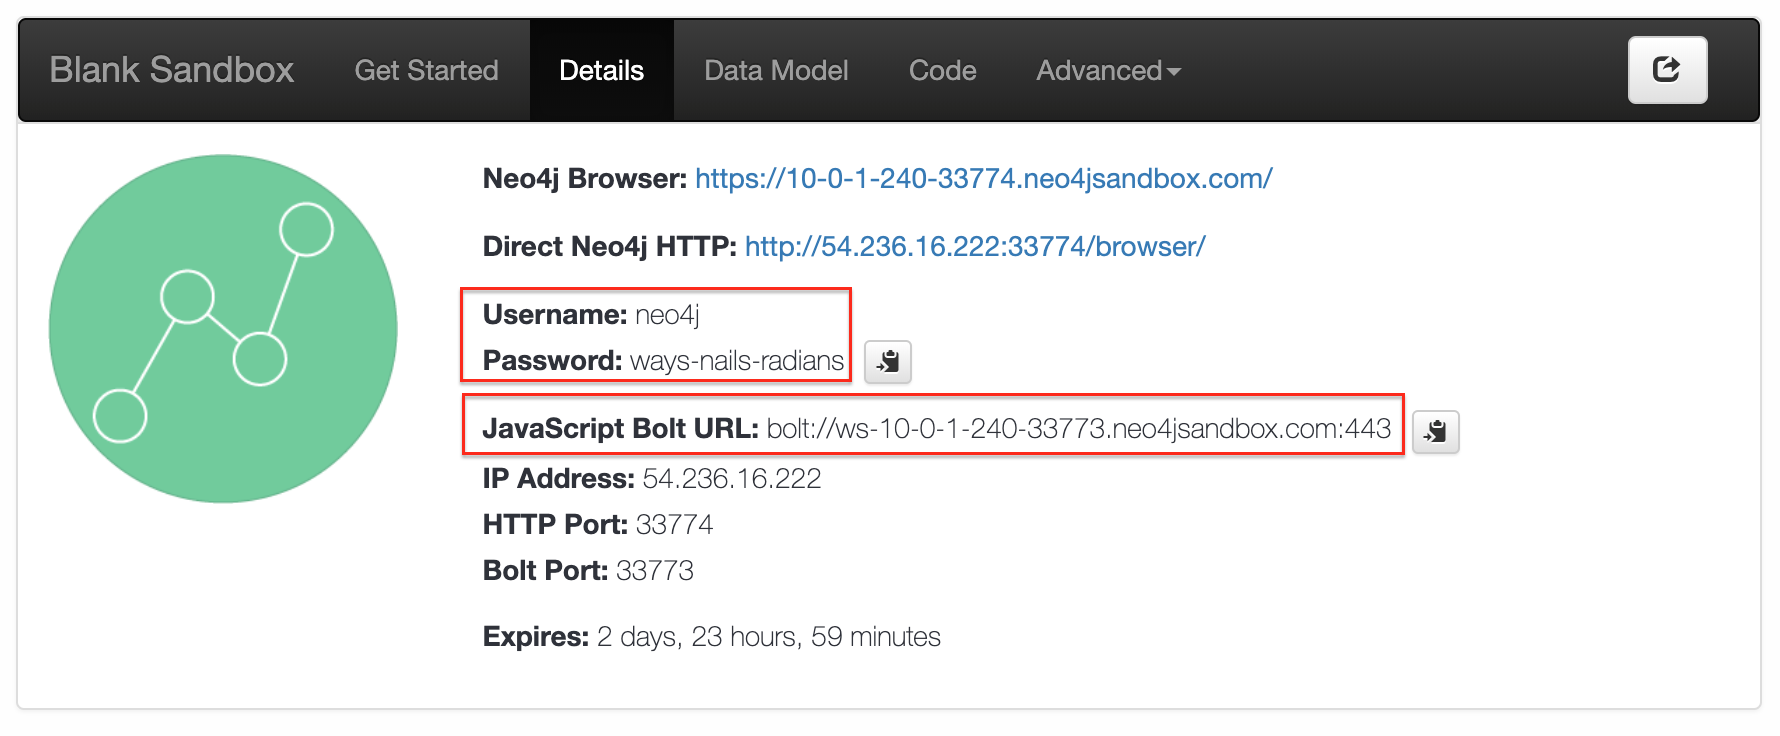 Blank Sandbox Get Started Details Data Model Code Advanced
Neo4j Browser: https://10-0-1-240-33774.neo4jsandbox.com/
Direct Neo4j HTTP: http://54.236.16.222:33774/browser/
Username: neo4j
Password: ways-nails-radians
JavaScript Bolt URL: bolt://ws-10-0-1-240-33773.neo4jsandbox.com:443
IP Address: 54.236.16.222
HTTP Port: 33774
Bolt Port: 33773
Expires: 2 days, 23 hours, 59 minutes